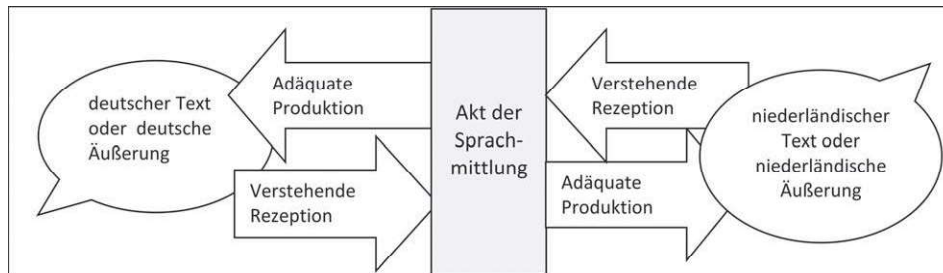 deutscher Text
oder deutsche
Äußerung
Adäquate
Produktion
Verstehende
Rezeption
Akt der
Sprach-
mittlung
Verstehende
Rezeption
Adäquate
Produktion
niederländischer
Text oder
niederländische
Äußerung